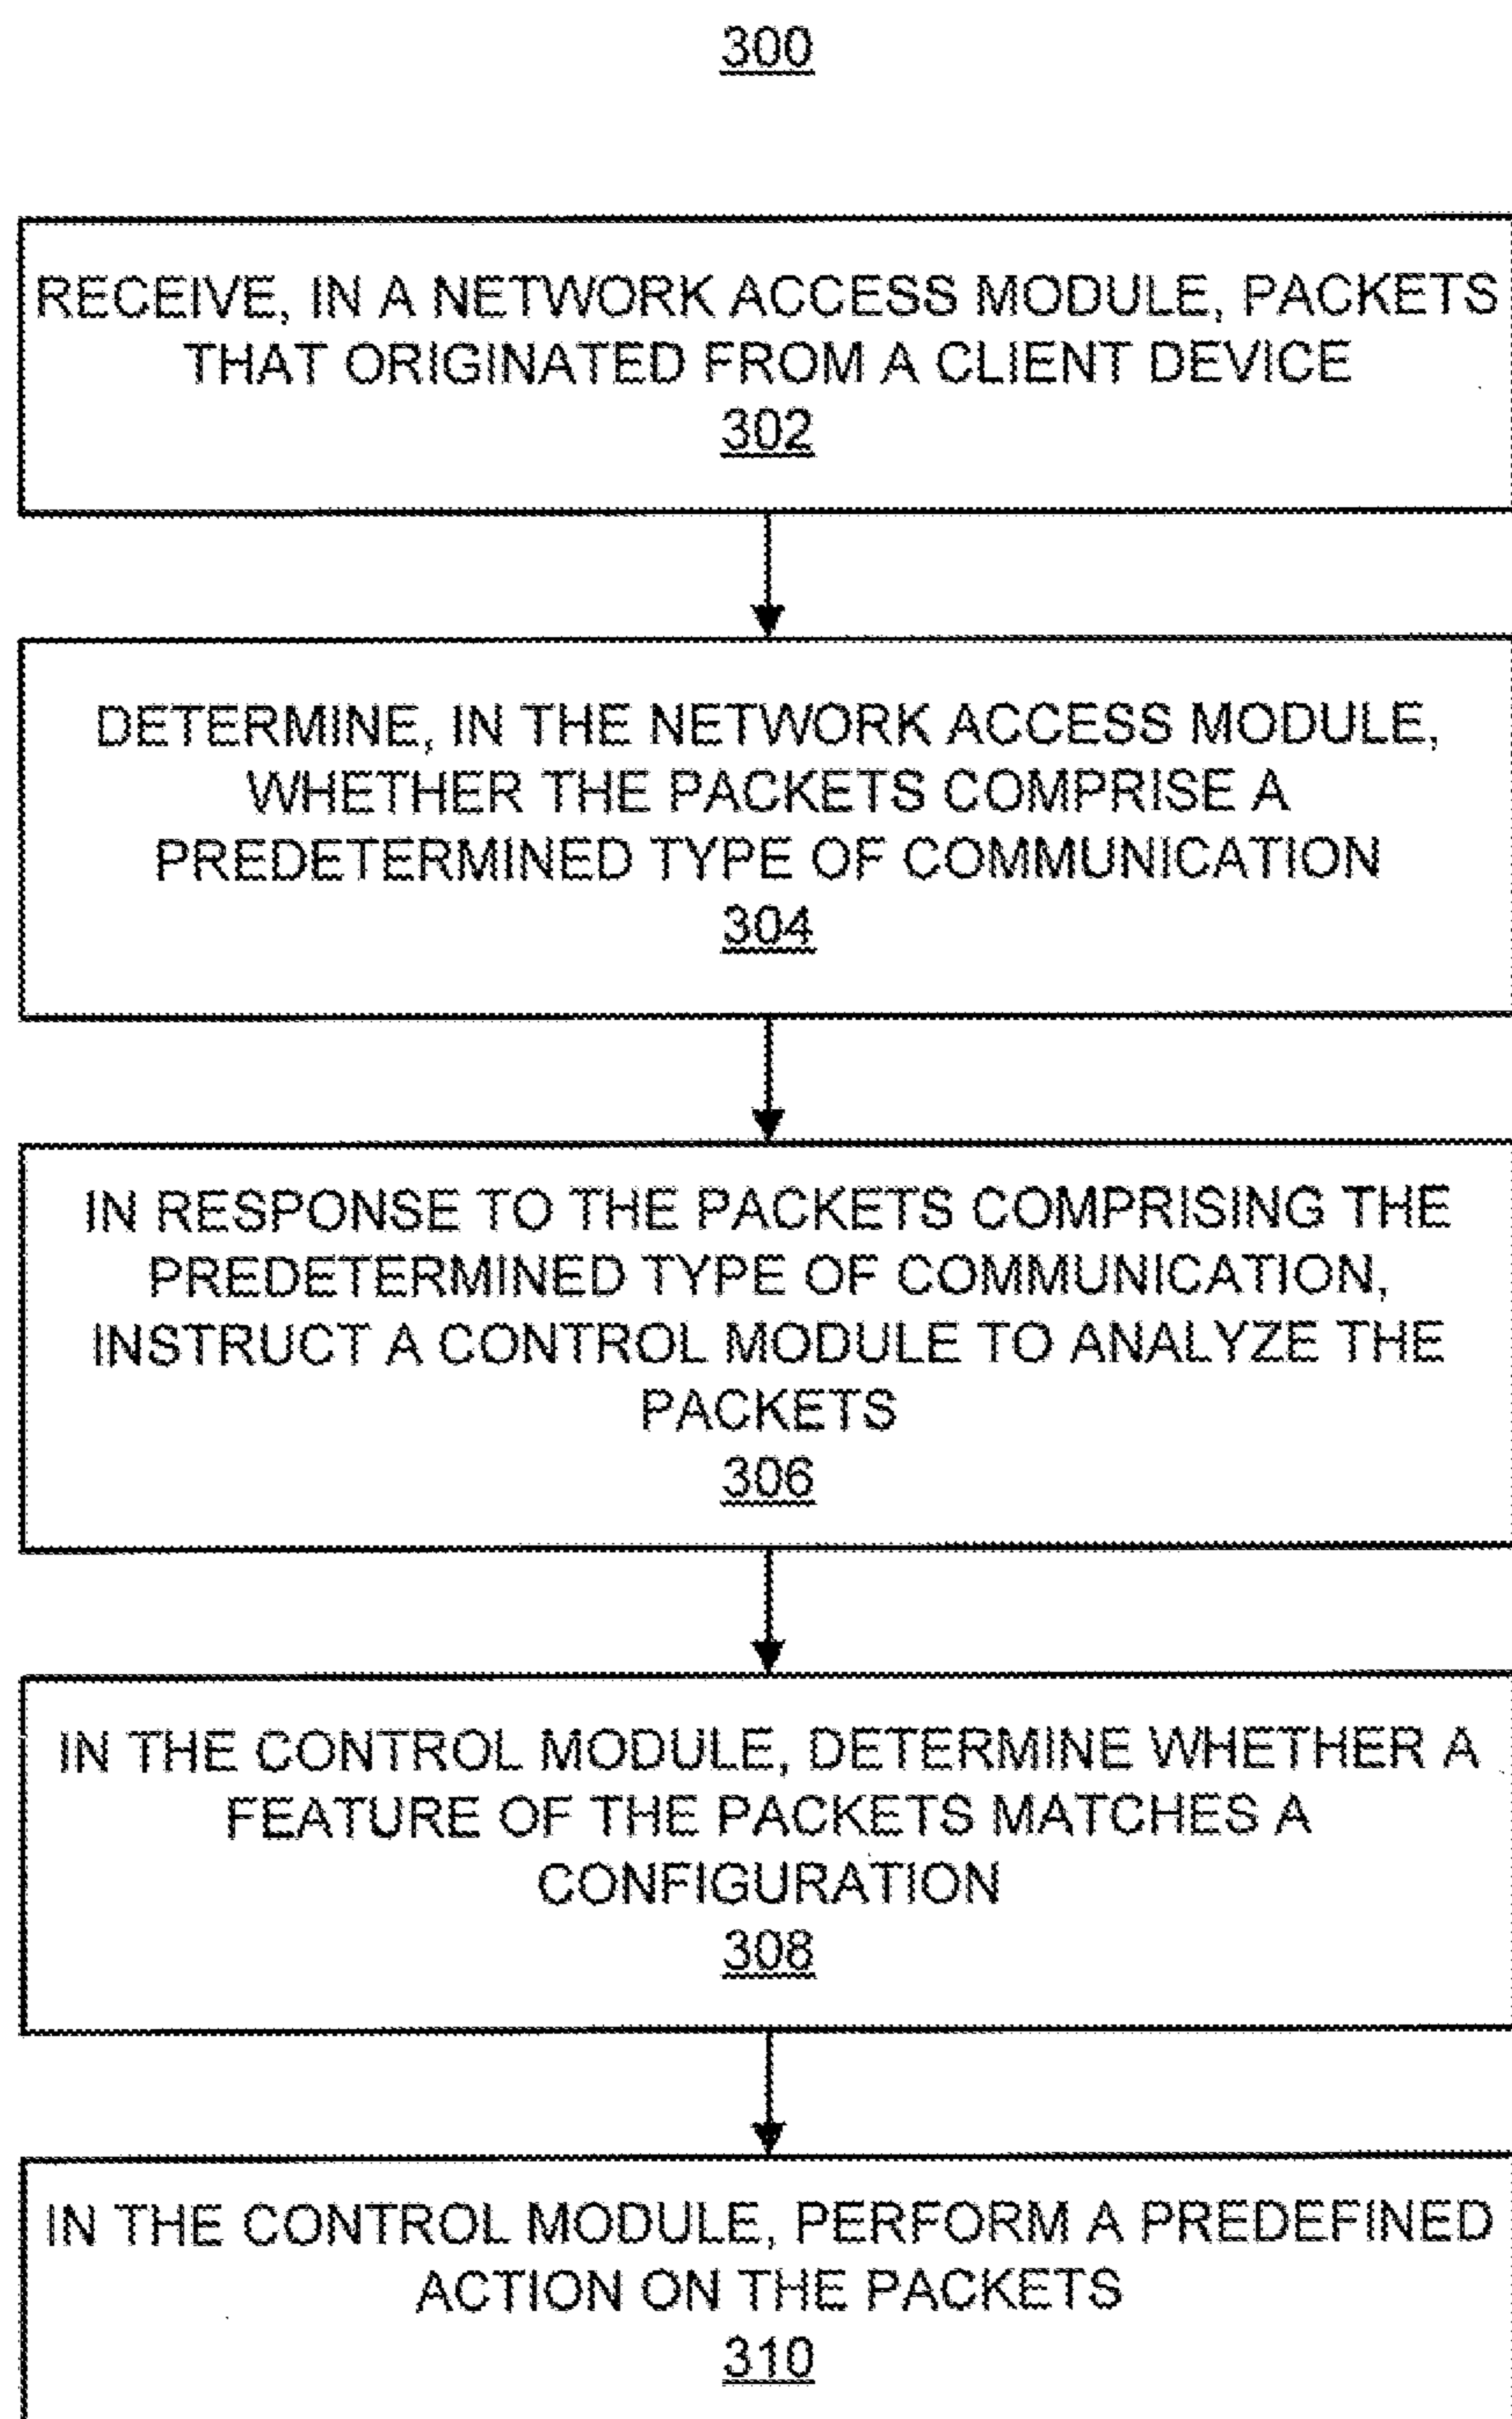 300
RECEIVE, IN A NETWORK ACCESS MODULE, PACKETS
THAT ORIGINATED FROM A CLIENT DEVICE
302
DETERMINE, IN THE NETWORK ACCESS MODULE,
WHETHER THE PACKETS COMPRISE A
PREDETERMINED TYPE OF COMMUNICATION
304
IN RESPONSE TO THE PACKETS COMPRISING THE
PREDETERMINED TYPE OF COMMUNICATION,
INSTRUCT A CONTROL MODULE TO ANALYZE THE
PACKETS
306
IN THE CONTROL MODULE, DETERMINE WHETHER A
FEATURE OF THE PACKETS MATCHES A
CONFIGURATION
308
IN THE CONTROL MODULE, PERFORM A PREDEFINED
ACTION ON THE PACKETS
310